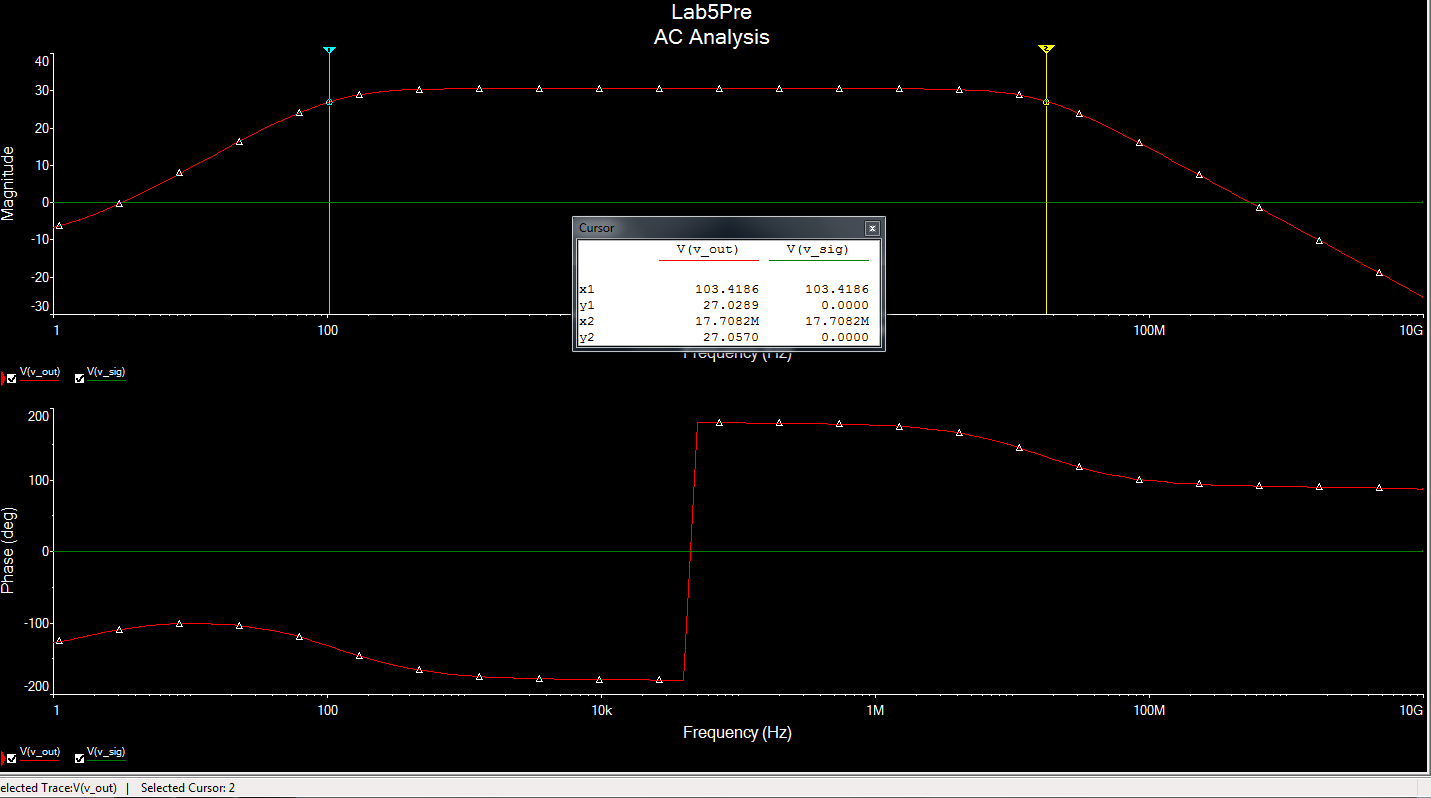 Lab5Pre
AC Analysis
Magnitude
40
30
20
10
0
-10
-20
-30
1
100
100M
10G
Frequency (Hz)
Cursor
V(v_out) V(v_sig)
x1 103.4186 103.4186
y1 27.0289 0.0000
x2 17.7082M 17.7082M
y2 27.0570 0.0000
V(v_out) V(v_sig)
Phase (deg)
200
100
0
-100
-200
1
100
10k
1M
100M
10G
Frequency (Hz)
V(v_out) V(v_sig)
elected Trace:V(v_out) | Selected Cursor: 2